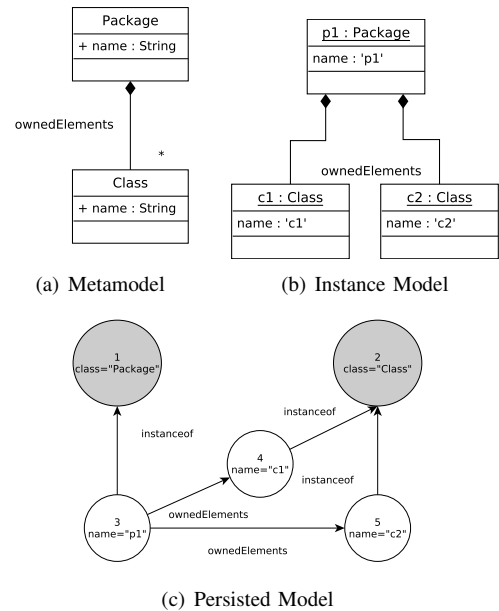 Package
+ name : String
ownedElements
*
Class
+ name : String
(a) Metamodel
p1 : Package
name : 'p1'
ownedElements
c1 : Class
name : 'c1'
c2 : Class
name : 'c2'
(b) Instance Model
1
class="Package"
2
class="Class"
instanceof
instanceof
4
name="c1"
instanceof
3
name="p1"
ownedElements
5
name="c2"
ownedElements
(c) Persisted Model